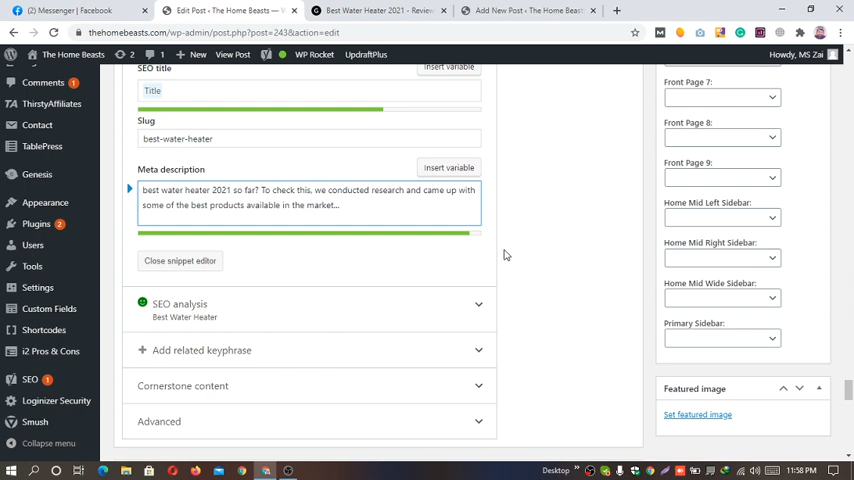 (2) Messenger | Facebook
Edit Post ‹ The Home Beasts — W
Best Water Heater 2021 - Review
Add New Post ‹ The Home Beasts
thehomebeasts.com/wp-admin/post.php?post=243&action=edit
The Home Beasts
2
1
New
View Post
WP Rocket
UpdraftPlus
Howdy, MS Zai
Comments 1
ThirstyAffiliates
Contact
TablePress
Genesis
Appearance
Plugins 2
Users
Tools
Settings
Custom Fields
Shortcodes
i2 Pros & Cons
SEO 1
Loginizer Security
Smush
Collapse menu
SEO title
Insert variable
Title
Slug
best-water-heater
Meta description
Insert variable
best water heater 2021 so far? To check this, we conducted research and came up with
some of the best products available in the market...
Close snippet editor
SEO analysis
Best Water Heater
Add related keyphrase
Cornerstone content
Advanced
Front Page 7:
Front Page 8:
Front Page 9:
Home Mid Left Sidebar:
Home Mid Right Sidebar:
Home Mid Wide Sidebar:
Primary Sidebar:
Featured image
Set featured image
Desktop
11:58 PM